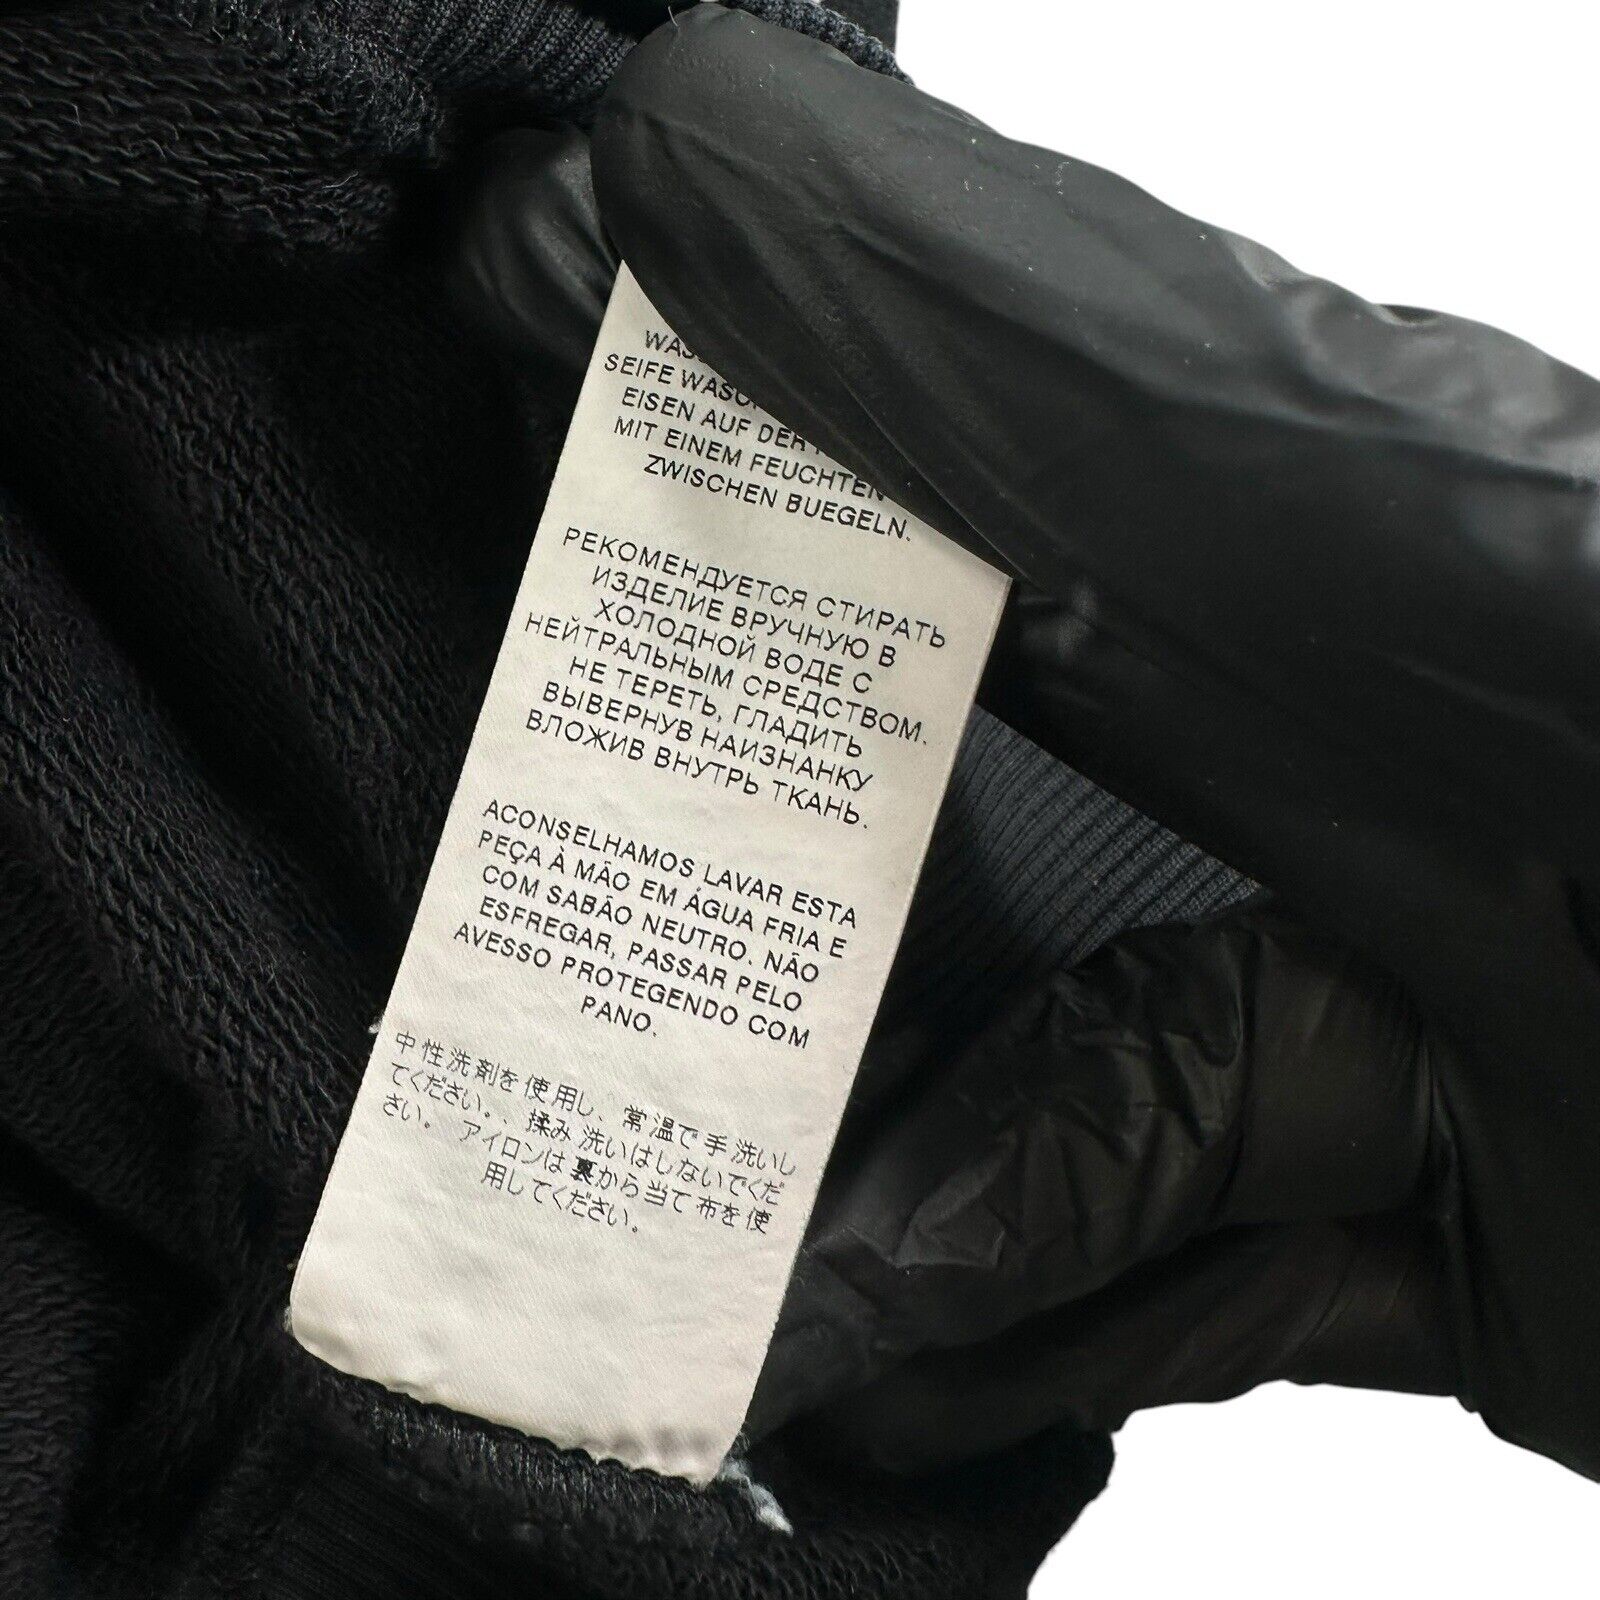 SEIFE
EISEN AUF DER
MIT EINEM FEUCHTEN
ZWISCHEN BUEGELN.
РЕКОМЕНДУЕТСЯ СТИРАТЬ
ИЗДЕЛИЕ ВРУЧНУЮ В
ХОЛОДНОЙ ВОДЕ С
НЕЙТРАЛЬНЫМ СРЕДСТВОМ.
НЕ ТЕРЕТЬ, ГЛАДИТЬ
ВЫВЕРНУВ НАИЗНАНКУ
ВЛОЖИВ ВНУТРЬ ТКАНЬ.
ACONSELHAMOS LAVAR ESTA
PEÇA À MÃO EM ÁGUA FRIA E
COM SABÃO NEUTRO. NÃO
ESFREGAR, PASSAR PELO
AVESSO PROTEGENDO COM
PANO.
中性洗剤を使用し、常温で手洗いし
てください。、揉み洗いはしないでくだ
さい。 アイロンは裏から当て布を使
用してください。